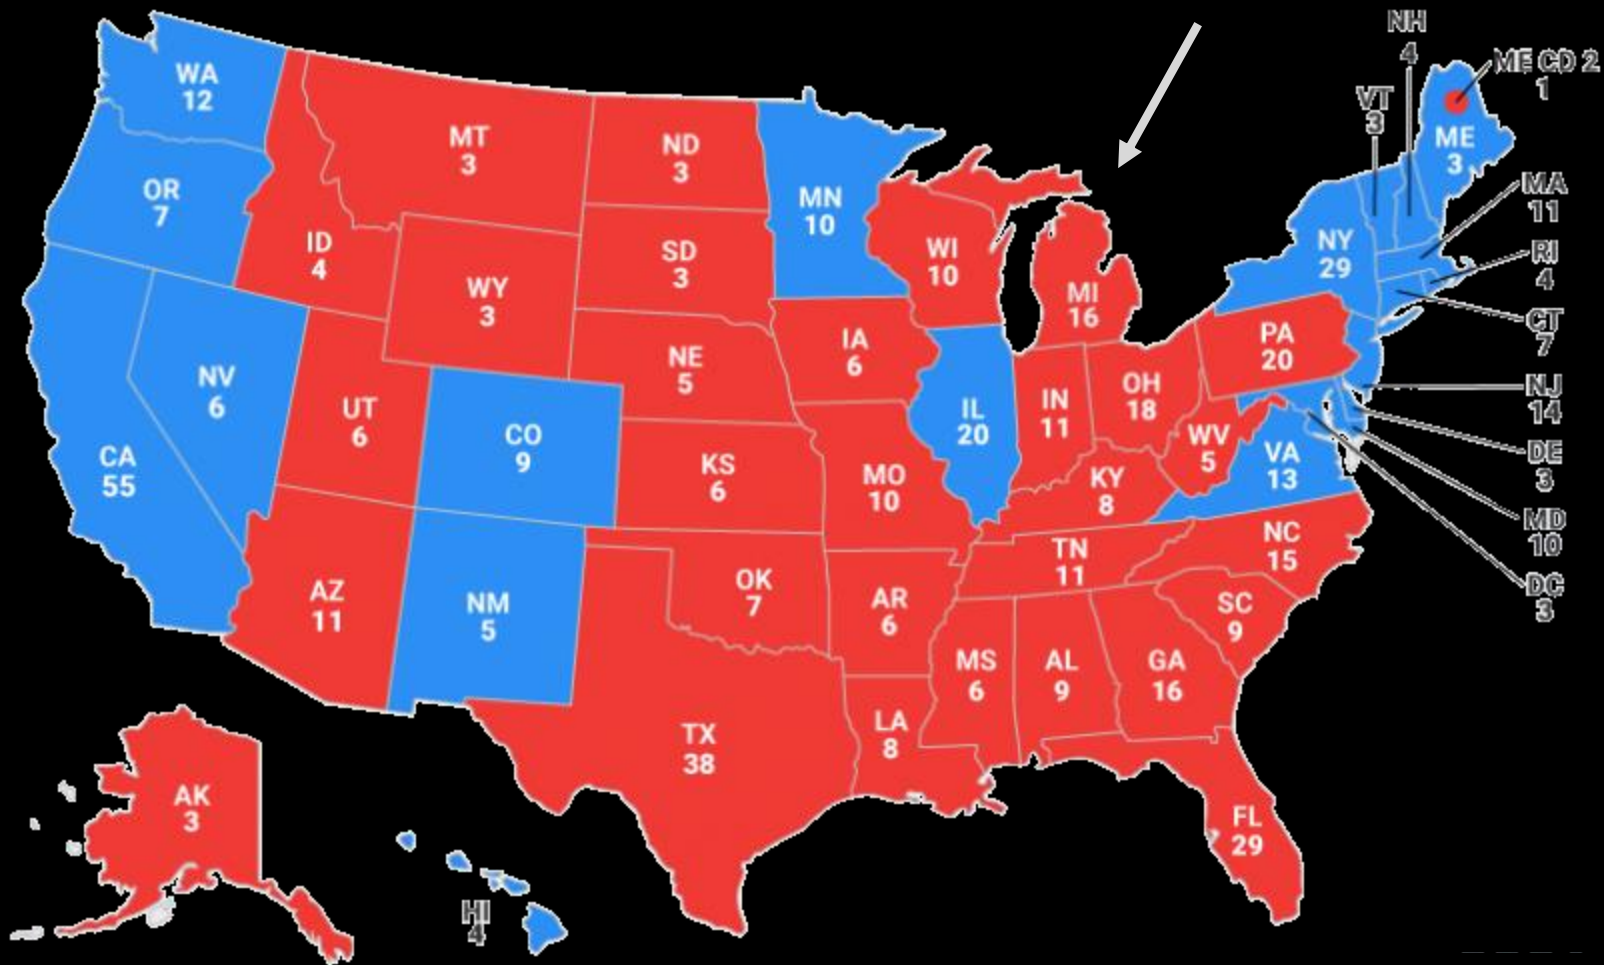 NH
4
ME CD 2
1
WA
12
VT
3
MT
3
ND
3
ME
3
OR
7
MN
10
MA
11
ID
4
SD
3
WI
10
NY
29
RI
4
WY
3
MI
16
CT
7
IA
6
PA
20
NV
6
NE
5
UT
6
OH
18
NJ
14
CO
9
IL
20
IN
11
CA
55
KS
6
MO
10
WV
5
VA
13
DE
3
KY
8
MD
10
NC
15
TN
11
AZ
11
NM
5
OK
7
AR
6
SC
9
DC
3
MS
6
AL
9
GA
16
TX
38
LA
8
AK
3
FL
29
HI
4